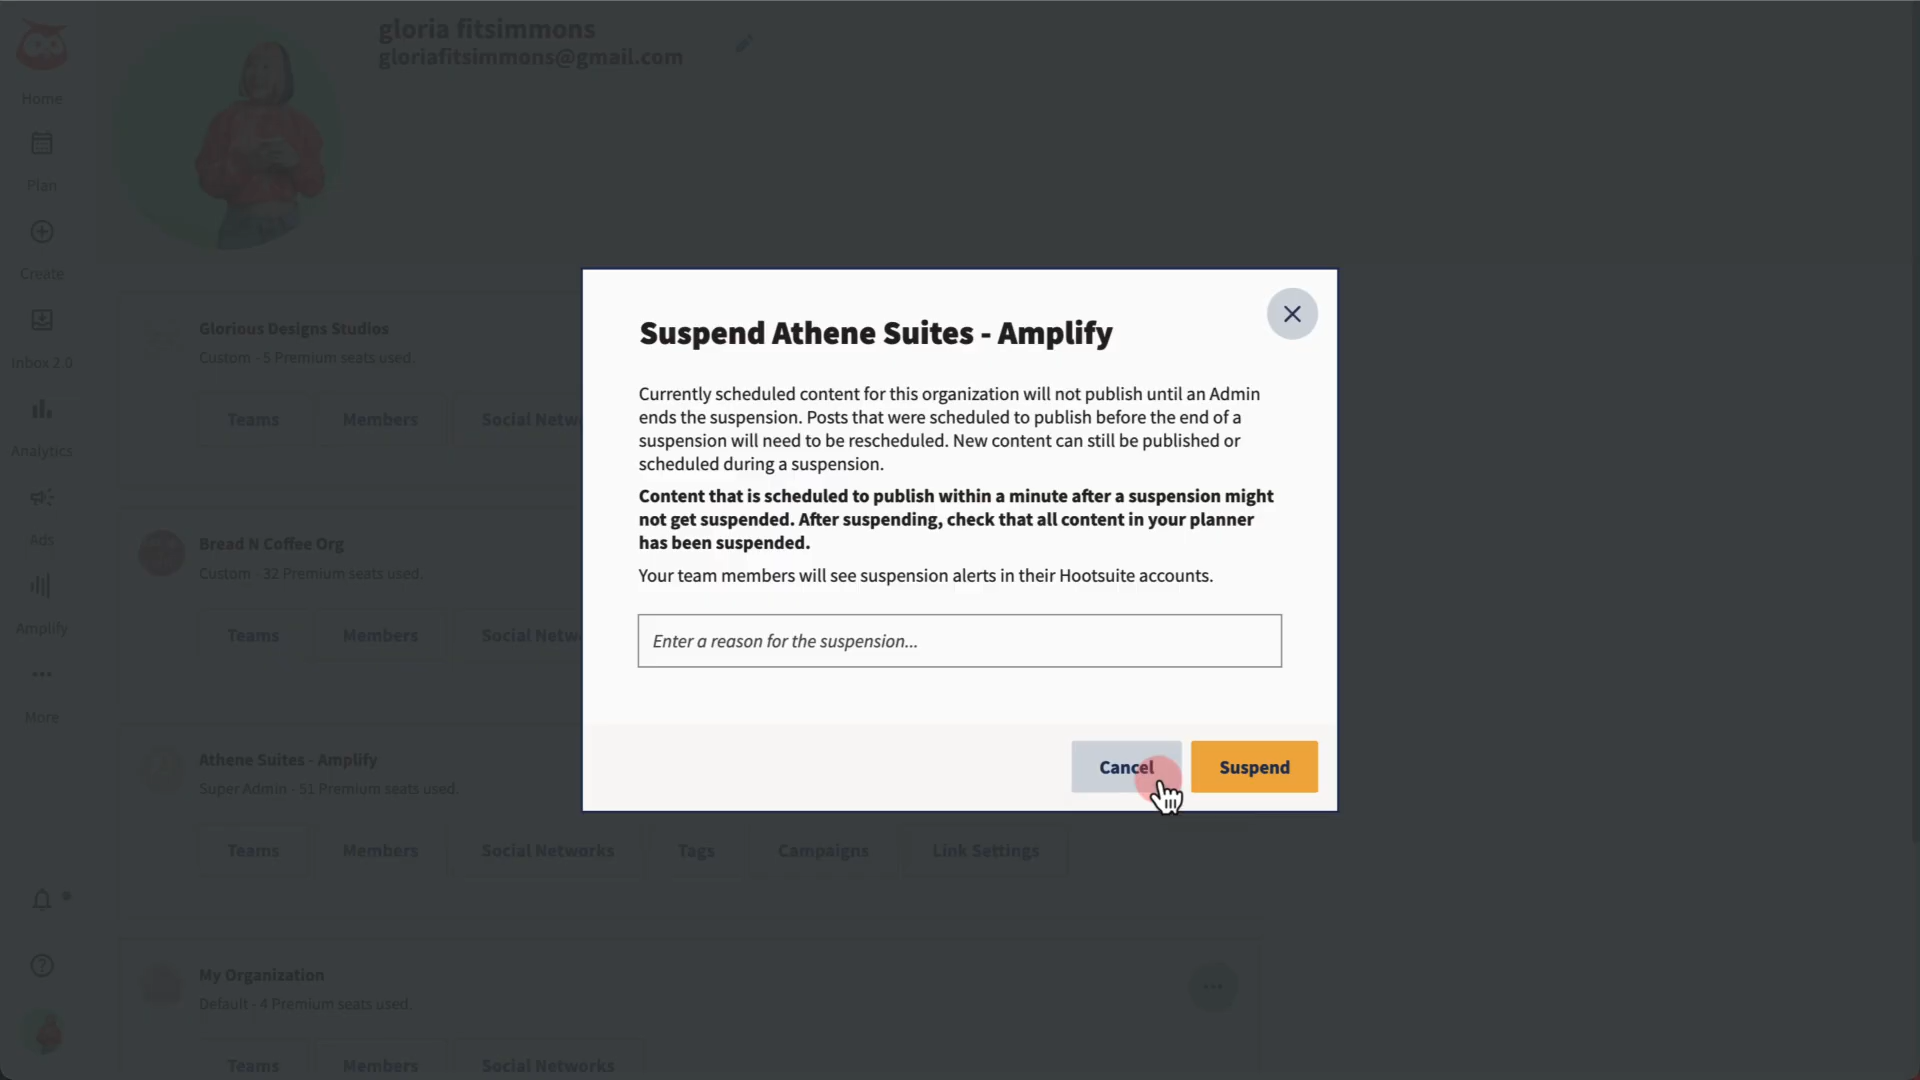 gloria fitsimmons
gloriafitsimmons@gmail.com
Home
Plan
Create
Inbox 2.0
Analytics
Ads
Amplify
More
Glorious Designs Studios
Custom - 5 Premium seats used.
Teams Members Social Netw
Bread N Coffee Org
Custom - 32 Premium seats used.
Teams Members Social Netw
Suspend Athene Suites - Amplify
Currently scheduled content for this organization will not publish until an Admin
ends the suspension. Posts that were scheduled to publish before the end of a
suspension will need to be rescheduled. New content can still be published or
scheduled during a suspension.
Content that is scheduled to publish within a minute after a suspension might
not get suspended. After suspending, check that all content in your planner
has been suspended.
Your team members will see suspension alerts in their Hootsuite accounts.
Enter a reason for the suspension...
Cancel Suspend
Athene Suites - Amplify
Super Admin - 51 Premium seats used.
Teams Members Social Networks Tags Campaigns Link Settings
My Organization
Default - 4 Premium seats used.
Teams Members Social Networks